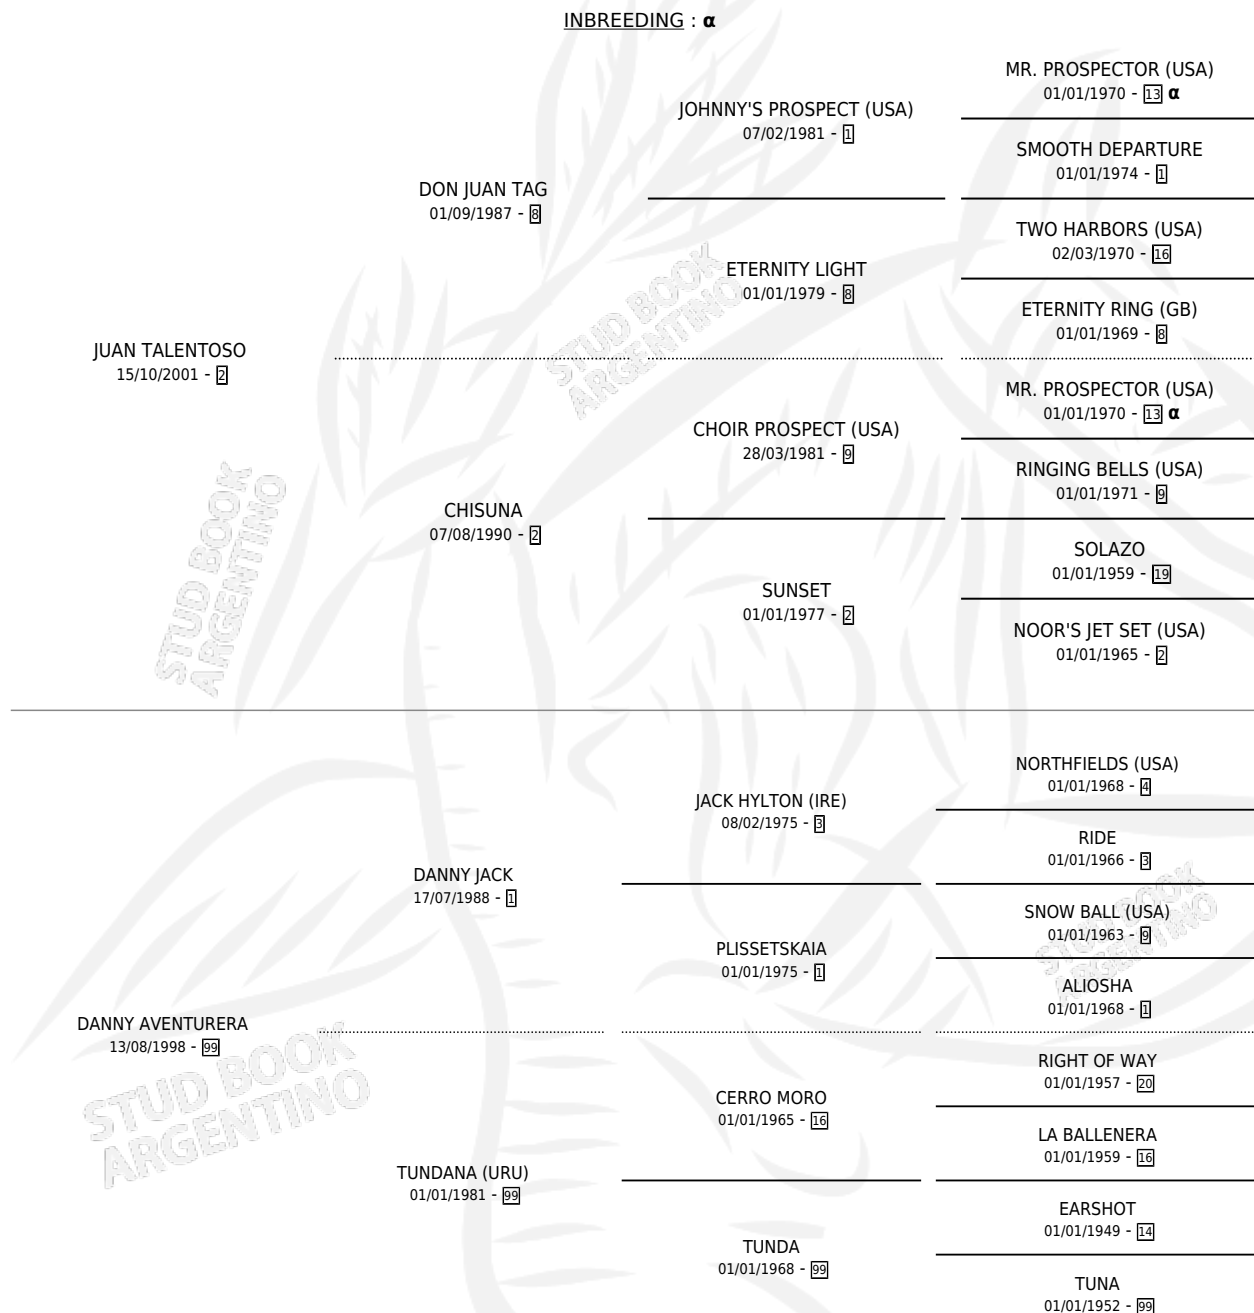 INBREEDING : α
MR. PROSPECTOR (USA)
01/01/1970 - 13 α
JOHNNY'S PROSPECT (USA)
07/02/1981 - 1
SMOOTH DEPARTURE
01/01/1974 - 1
DON JUAN TAG
01/09/1987 - 8
TWO HARBORS (USA)
02/03/1970 - 16
ETERNITY LIGHT
01/01/1979 - 8
ETERNITY RING (GB)
01/01/1969 - 8
JUAN TALENTOSO
15/10/2001 - 2
MR. PROSPECTOR (USA)
01/01/1970 - 13 α
CHOIR PROSPECT (USA)
28/03/1981 - 9
RINGING BELLS (USA)
01/01/1971 - 9
CHISUNA
07/08/1990 - 2
SOLAZO
01/01/1959 - 19
SUNSET
01/01/1977 - 2
NOOR'S JET SET (USA)
01/01/1965 - 2
NORTHFIELDS (USA)
01/01/1968 - 4
JACK HYLTON (IRE)
08/02/1975 - 3
RIDE
01/01/1966 - 3
DANNY JACK
17/07/1988 - 1
SNOW BALL (USA)
01/01/1963 - 9
PLISSETSKAIA
01/01/1975 - 1
ALIOSHA
01/01/1968 - 1
DANNY AVENTURERA
13/08/1998 - 99
RIGHT OF WAY
01/01/1957 - 20
CERRO MORO
01/01/1965 - 16
LA BALLENERA
01/01/1959 - 16
TUNDANA (URU)
01/01/1981 - 99
EARSHOT
01/01/1949 - 14
TUNDA
01/01/1968 - 99
TUNA
01/01/1952 - 99
STUD BOOK
ARGENTINO
STUD BOOK
ARGENTINO
STUD BOOK
ARGENTINO
STUD BOOK
ARGENTINO